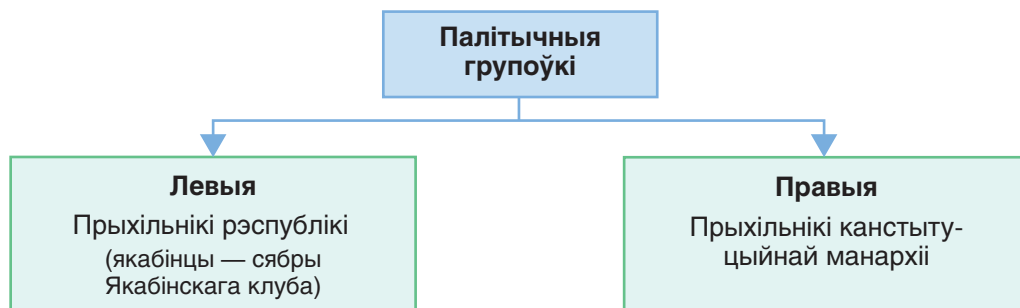 Палітычныя
групоўкі
Левыя
Прыхільнікі рэспублікі
(якабінцы — сябры
Якабінскага клуба)
Правыя
Прыхільнікі канстыту-
цыйнай манархіі